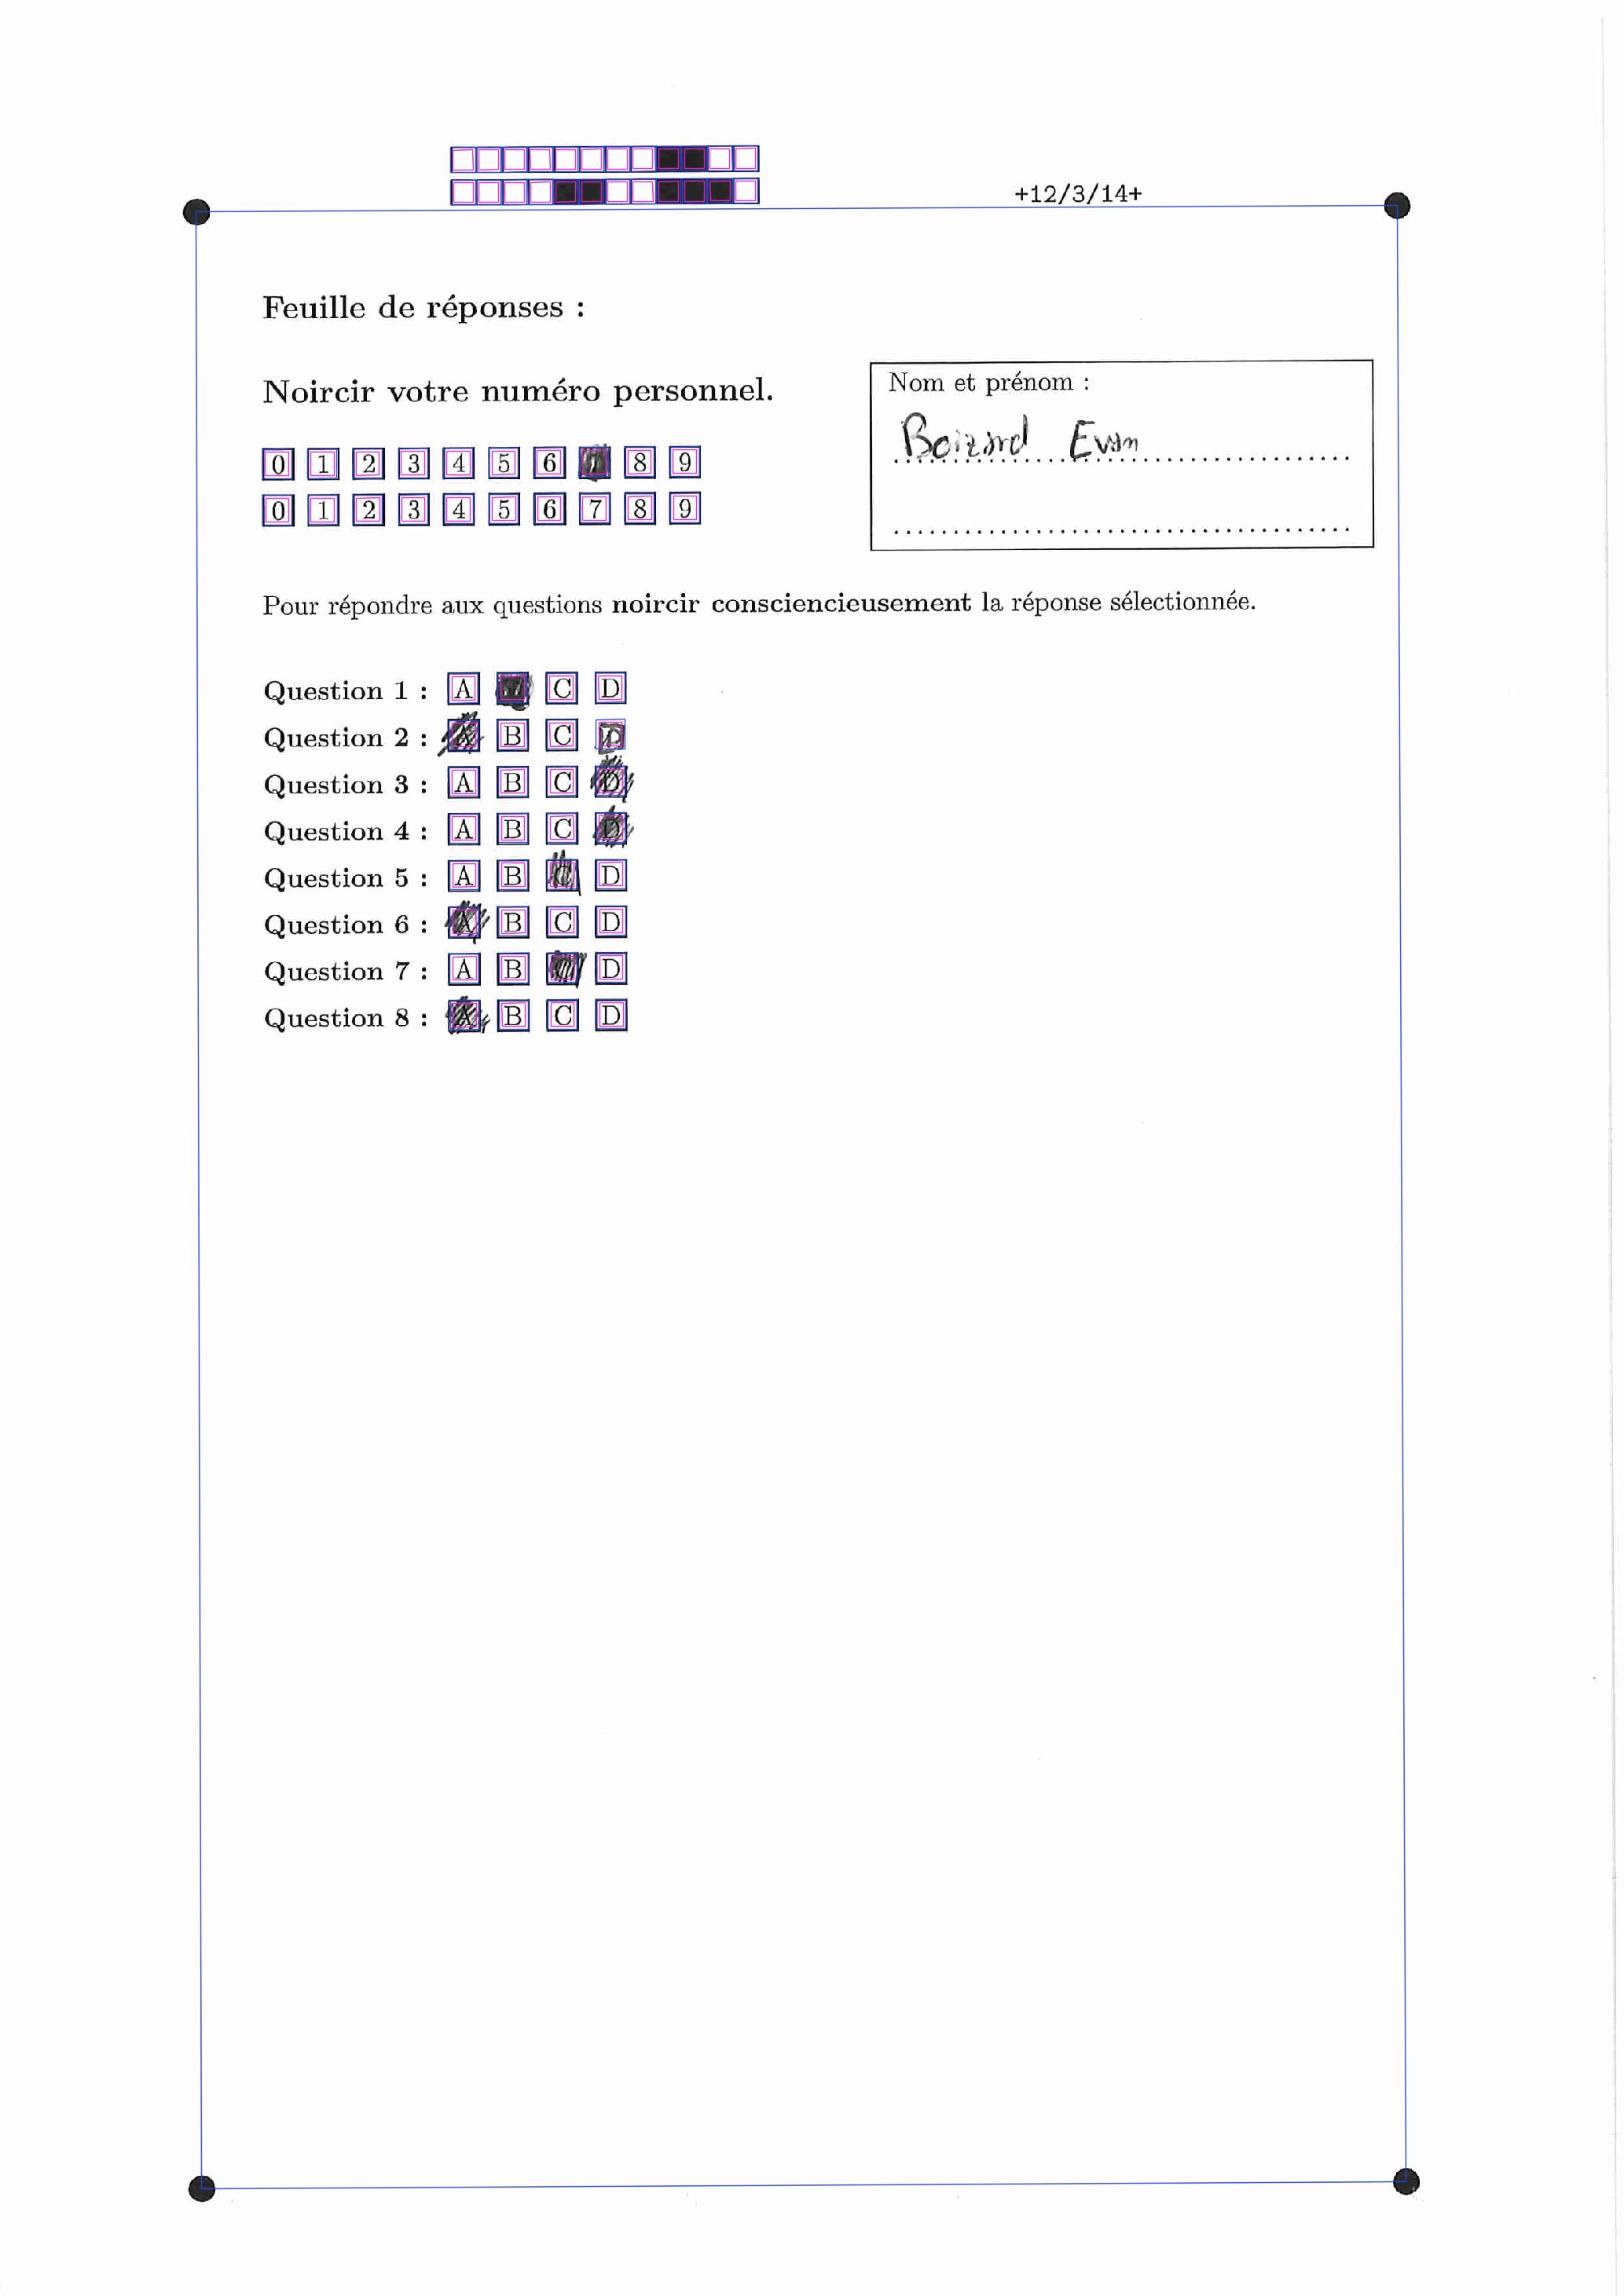 +12/3/14+
Feuille de réponses :
Noircir votre numéro personnel.
Nom et prénom :
Boizard Evan
0 1 2 3 4 5 6 7 8 9
0 1 2 3 4 5 6 7 8 9
Pour répondre aux questions noircir consciencieusement la réponse sélectionnée.
Question 1 : A B C D
Question 2 : A B C D
Question 3 : A B C D
Question 4 : A B C D
Question 5 : A B C D
Question 6 : A B C D
Question 7 : A B C D
Question 8 : A B C D